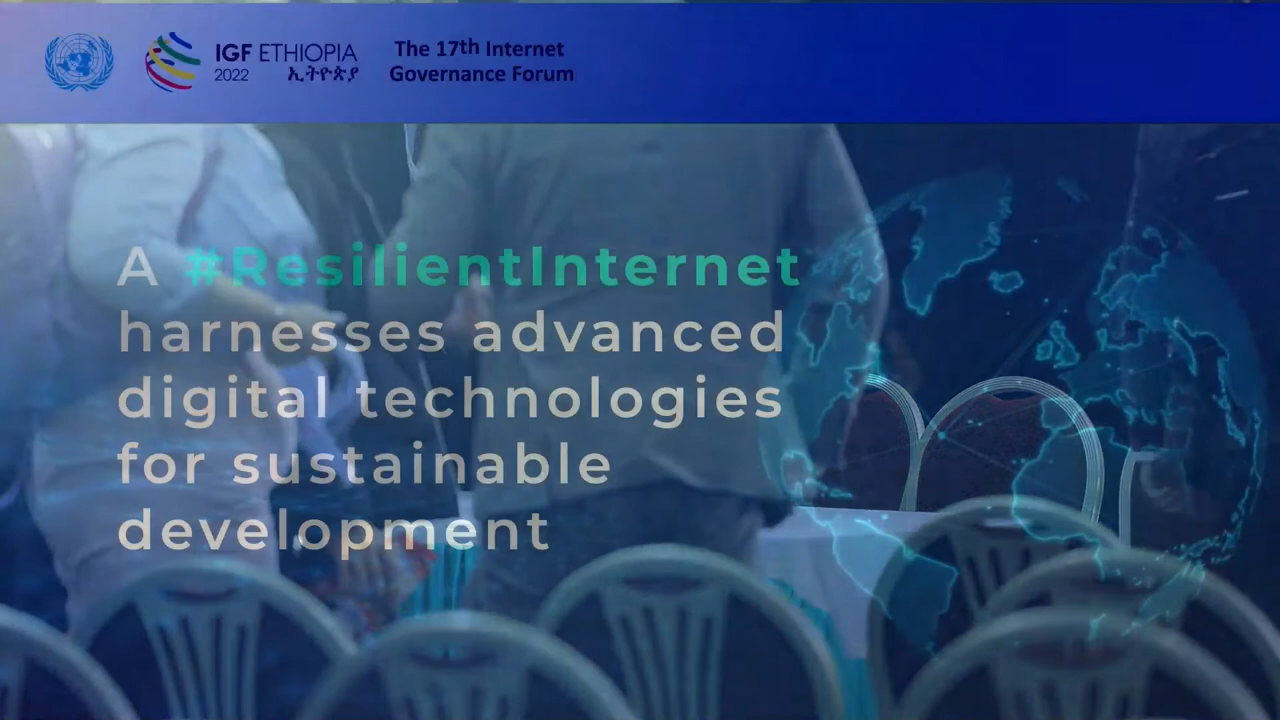 IGF ETHIOPIA
2022 ኢትዮጵያ
The 17th Internet
Governance Forum
A #ResilientInternet
harnesses advanced
digital technologies
for sustainable
development